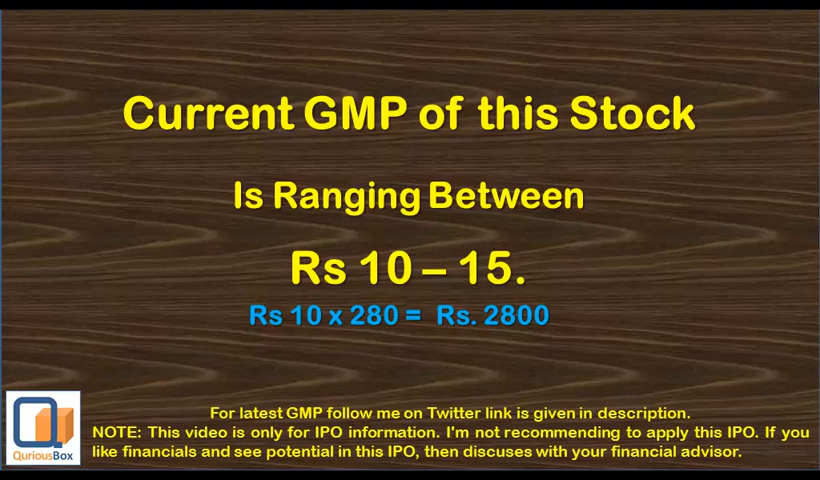 Current GMP of this Stock
Is Ranging Between
Rs 10 – 15.
Rs 10 x 280 = Rs. 2800
For latest GMP follow me on Twitter link is given in description.
NOTE: This video is only for IPO information. I'm not recommending to apply this IPO. If you
like financials and see potential in this IPO, then discuses with your financial advisor.
QuriousBox